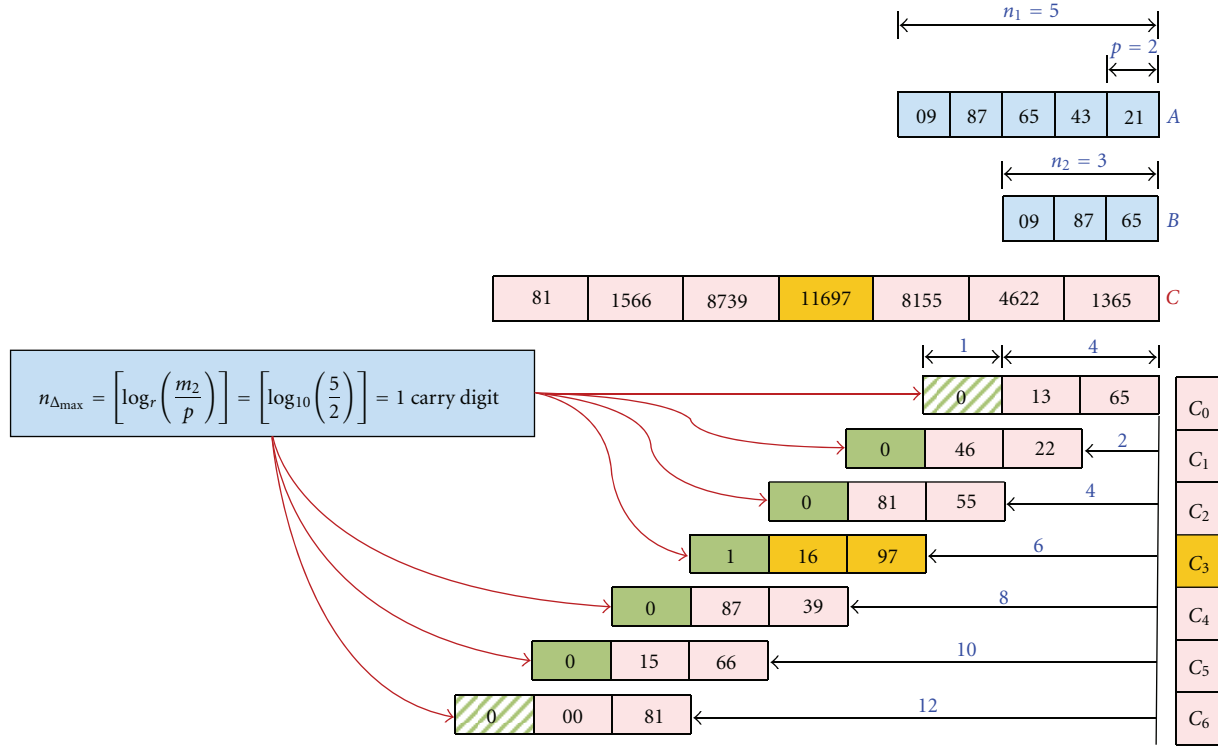 n₁ = 5
p = 2
09 87 65 43 21 A
n₂ = 3
09 87 65 B
81 1566 8739 11697 8155 4622 1365 C
1 4
n_Δmax = [log_r (m₂/p)] = [log₁₀ (5/2)] = 1 carry digit
0 13 65 C₀
0 46 22 2 C₁
0 81 55 4 C₂
1 16 97 6 C₃
0 87 39 8 C₄
0 15 66 10 C₅
0 00 81 12 C₆